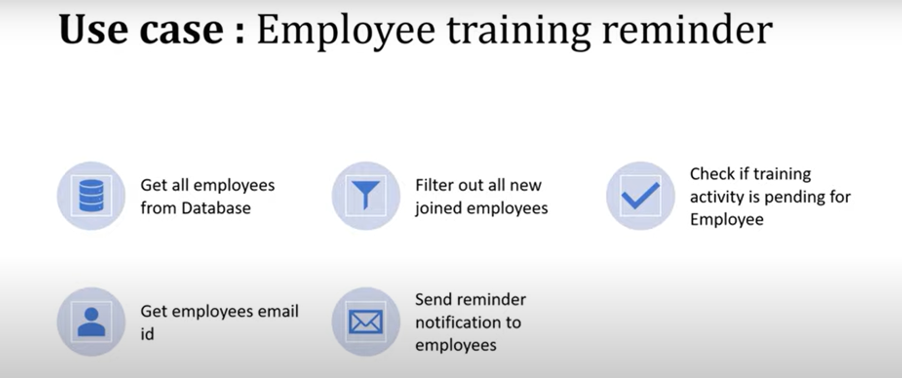 Use case : Employee training reminder
Get all employees
from Database
Filter out all new
joined employees
Check if training
activity is pending for
Employee
Get employees email
id
Send reminder
notification to
employees